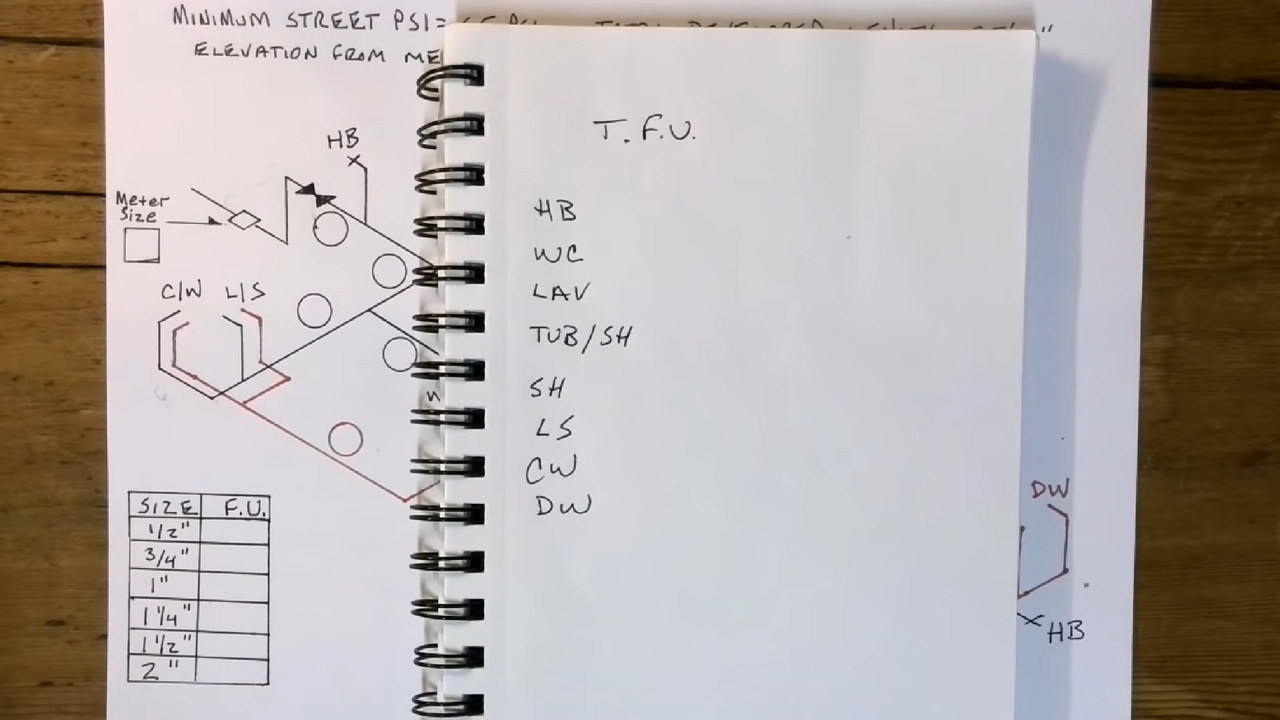 MINIMUM STREET PSI=
ELEVATION FROM ME
HB
Meter
Size
C/W L/S
SIZE F.U.
1/2"
3/4"
1"
1 1/4"
1 1/2"
2"
T.F.U.
HB
WC
LAV
TUB/SH
SH
LS
CW
DW
DW
HB